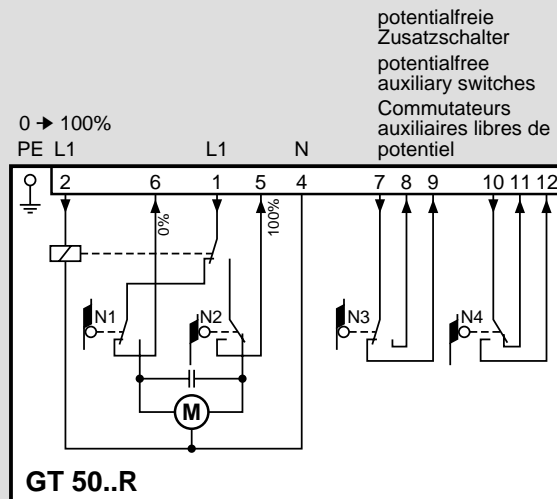 potentialfreie
Zusatzschalter
potentialfree
auxiliary switches
Commutateurs
auxiliaires libres de
potentiel
0 → 100%
PE L1 L1 N
2 6 1 5 4 7 8 9 10 11 12
0% 100%
N1 N2 N3 N4
M
GT 50..R